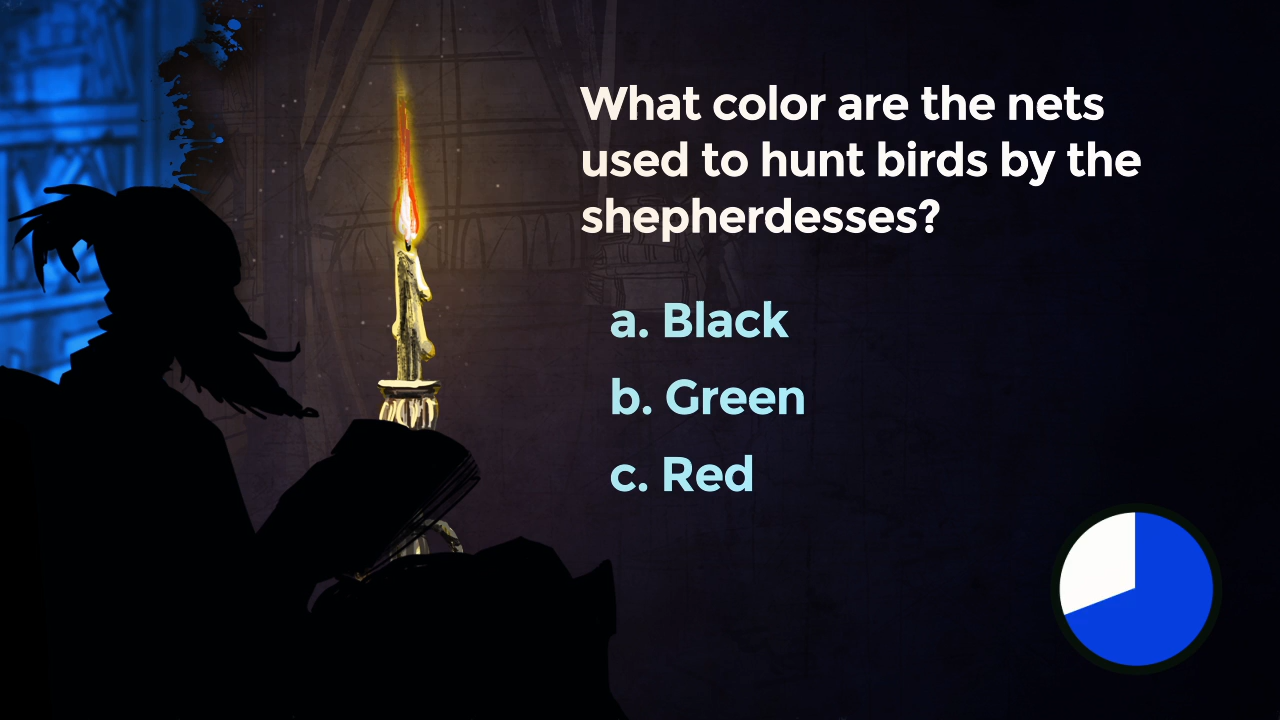 What color are the nets
used to hunt birds by the
shepherdesses?
a. Black
b. Green
c. Red